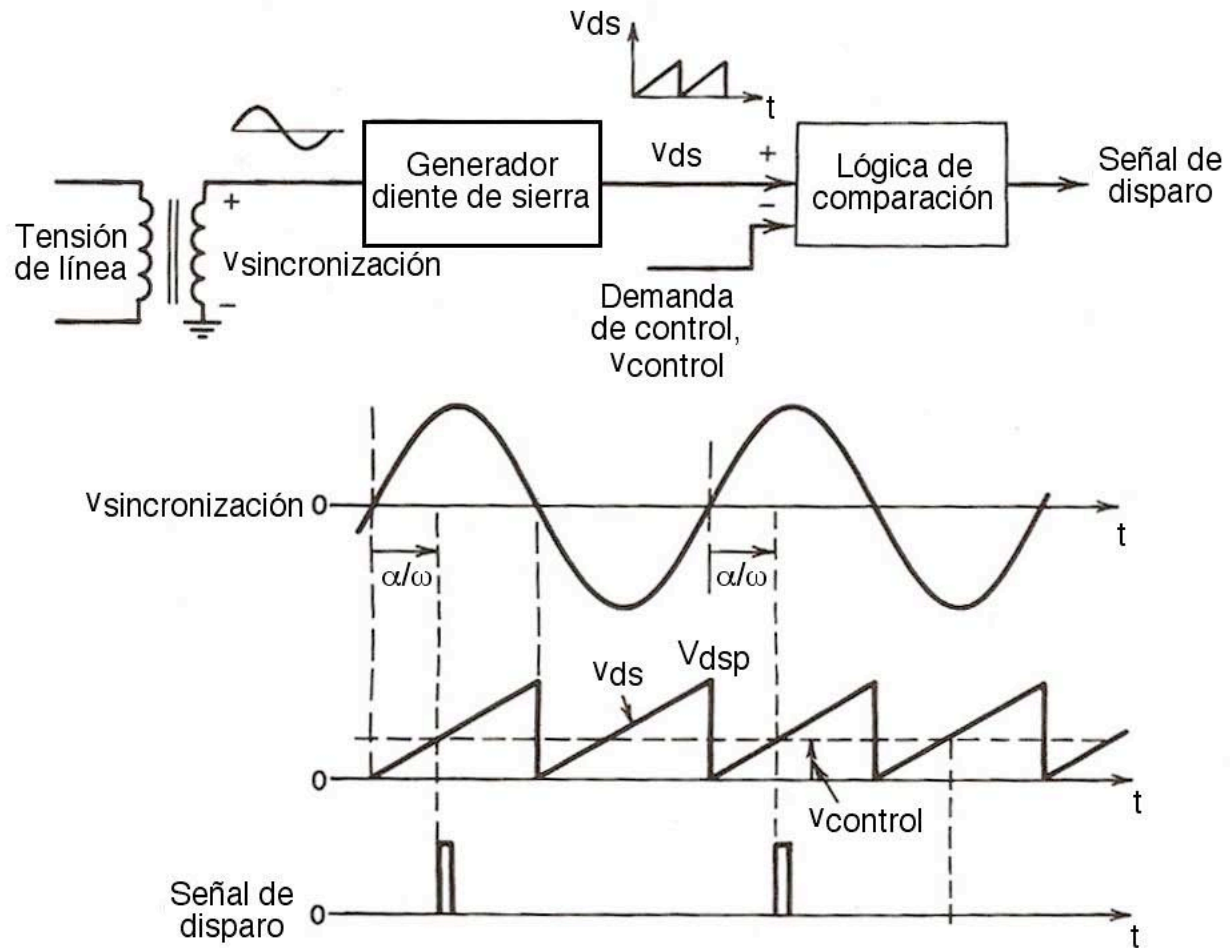 vds
t
Generador
diente de sierra
vds
+
-
Lógica de
comparación
Señal de
disparo
Tensión
de línea
+
vsincronización
-
Demanda
de control,
vcontrol
vsincronización 0
t
α/ω
α/ω
vds
Vdsp
0
t
vcontrol
Señal de
disparo
0
t